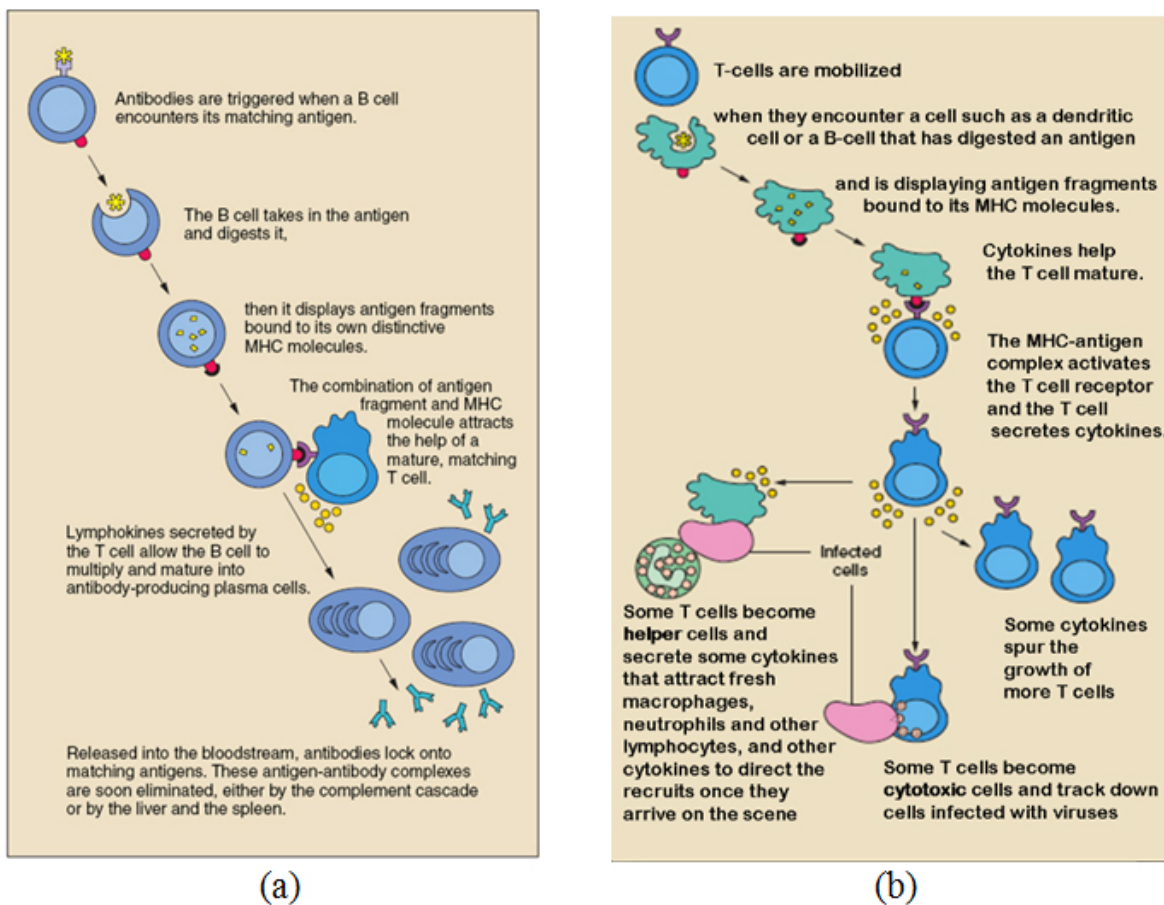 Antibodies are triggered when a B cell
encounters its matching antigen.
The B cell takes in the antigen
and digests it,
then it displays antigen fragments
bound to its own distinctive
MHC molecules.
The combination of antigen
fragment and MHC
molecule attracts
the help of a
mature, matching
T cell.
Lymphokines secreted by
the T cell allow the B cell to
multiply and mature into
antibody-producing plasma cells.
Released into the bloodstream, antibodies lock onto
matching antigens. These antigen-antibody complexes
are soon eliminated, either by the complement cascade
or by the liver and the spleen.
(a)
T-cells are mobilized
when they encounter a cell such as a dendritic
cell or a B-cell that has digested an antigen
and is displaying antigen fragments
bound to its MHC molecules.
Cytokines help
the T cell mature.
The MHC-antigen
complex activates
the T cell receptor
and the T cell
secretes cytokines.
Infected
cells
Some T cells become
helper cells and
secrete some cytokines
that attract fresh
macrophages,
neutrophils and other
lymphocytes, and other
cytokines to direct the
recruits once they
arrive on the scene
Some cytokines
spur the
growth of
more T cells
Some T cells become
cytotoxic cells and track down
cells infected with viruses
(b)